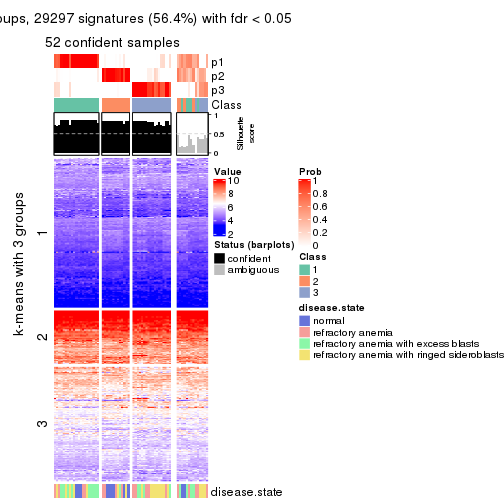 oups, 29297 signatures (56.4%) with fdr < 0.05
52 confident samples
p1
p2
p3
Class
1
0.5
0
Silhouette
score
k-means with 3 groups
1
2
3
Value
10
8
6
4
2
Status (barplots)
confident
ambiguous
Prob
1
0.8
0.6
0.4
0.2
0
Class
1
2
3
disease.state
normal
refractory anemia
refractory anemia with excess blasts
refractory anemia with ringed sideroblasts
disease.state